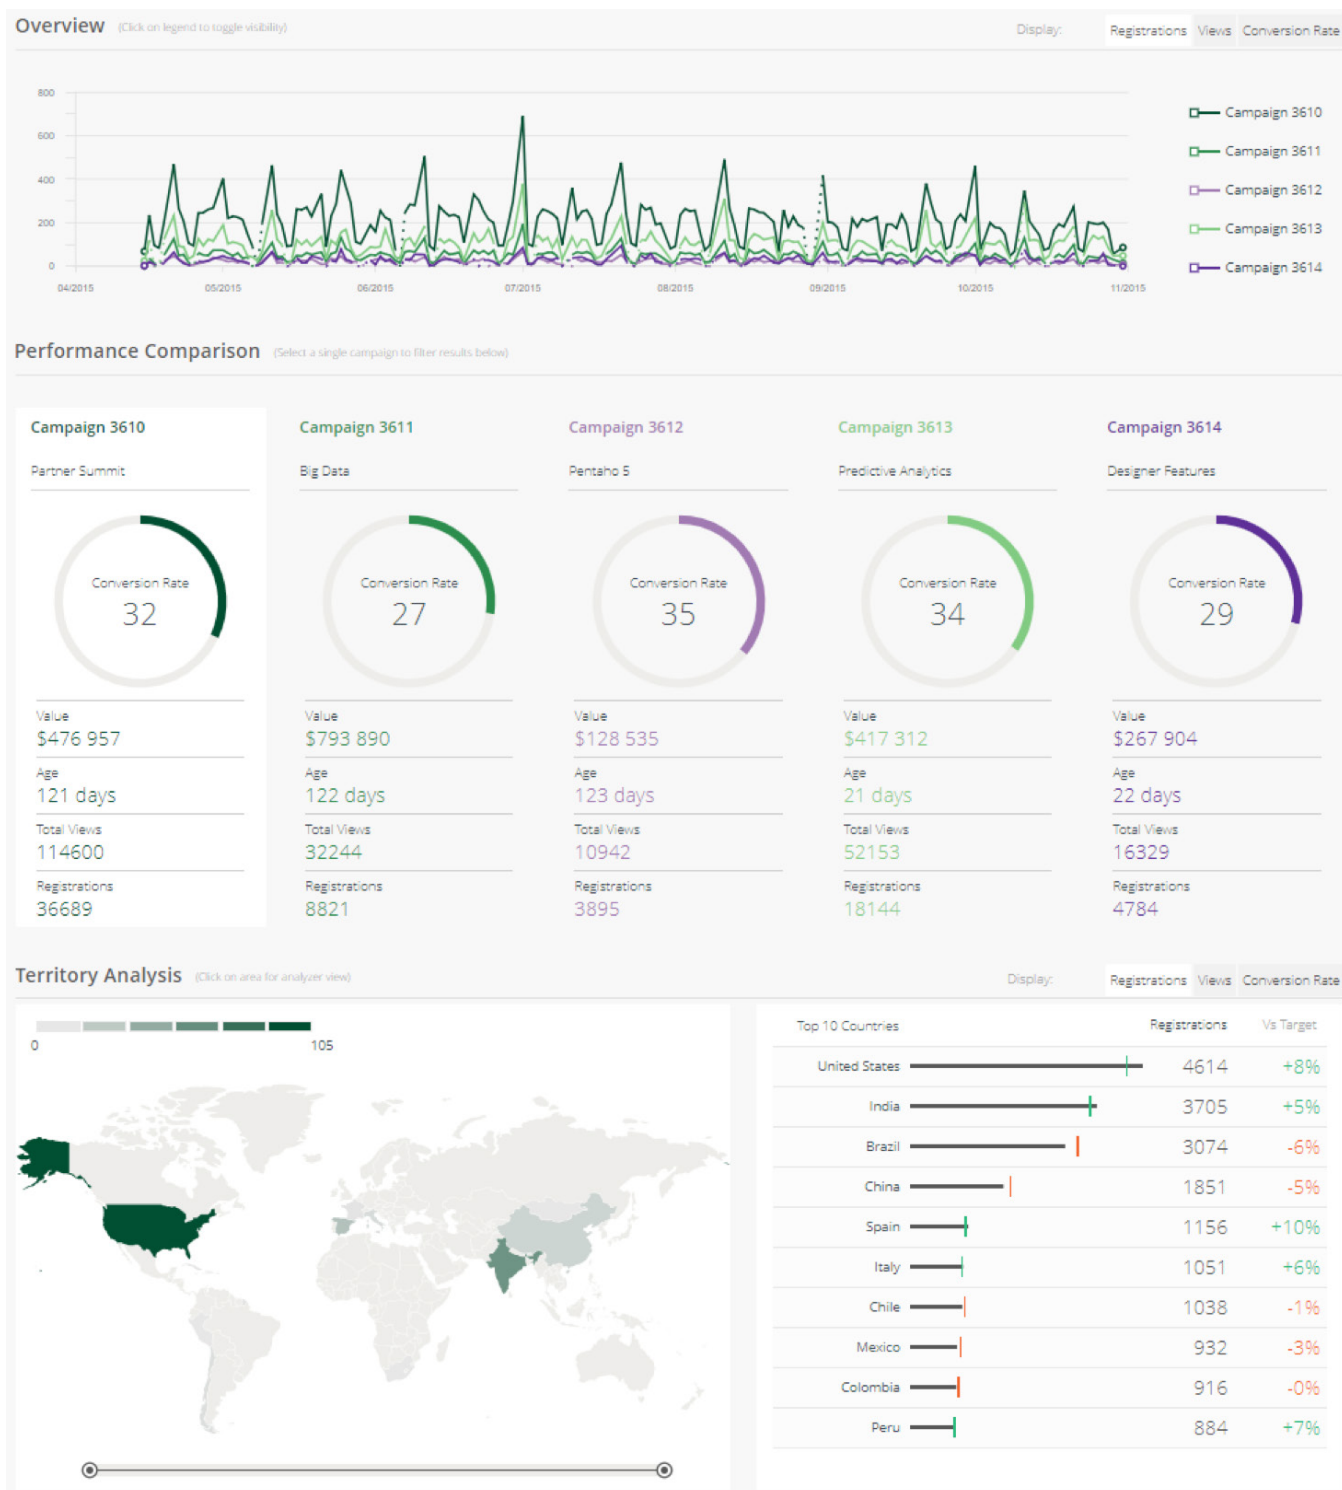 Overview (Click on legend to toggle visibility) Display: Registrations Views Conversion Rate
800
600
400
200
0
04/2015 05/2015 06/2015 07/2015 08/2015 09/2015 10/2015 11/2015
Campaign 3610
Campaign 3611
Campaign 3612
Campaign 3613
Campaign 3614
Performance Comparison (Select a single campaign to filter results below)
Campaign 3610 Campaign 3611 Campaign 3612 Campaign 3613 Campaign 3614
Partner Summit Big Data Pentaho 5 Predictive Analytics Designer Features
Conversion Rate Conversion Rate Conversion Rate Conversion Rate Conversion Rate
32 27 35 34 29
Value Value Value Value Value
$476 957 $793 890 $128 535 $417 312 $267 904
Age Age Age Age Age
121 days 122 days 123 days 21 days 22 days
Total Views Total Views Total Views Total Views Total Views
114600 32244 10942 52153 16329
Registrations Registrations Registrations Registrations Registrations
36689 8821 3895 18144 4784
Territory Analysis (Click on area for analyzer view) Display: Registrations Views Conversion Rate
0 105
Top 10 Countries Registrations Vs Target
United States 4614 +8%
India 3705 +5%
Brazil 3074 -6%
China 1851 -5%
Spain 1156 +10%
Italy 1051 +6%
Chile 1038 -1%
Mexico 932 -3%
Colombia 916 -0%
Peru 884 +7%